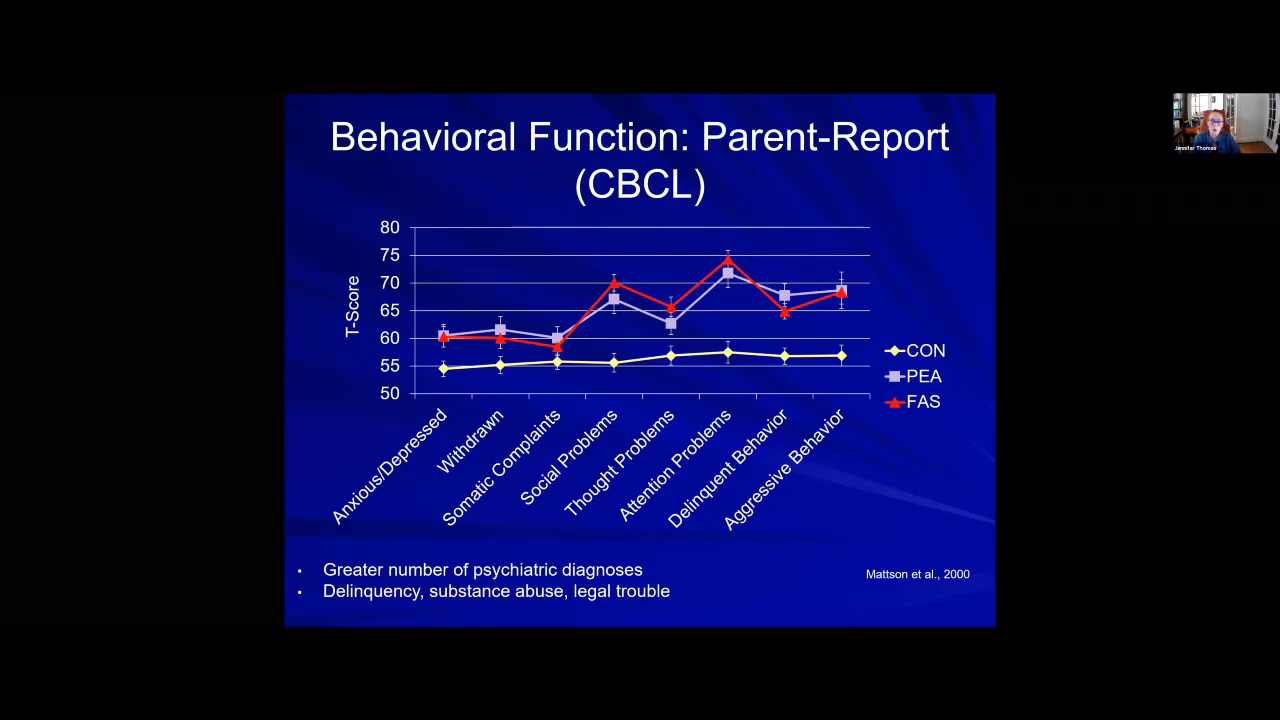 Behavioral Function: Parent-Report
(CBCL)
80
75
70
65
60
55
50
T-Score
CON
PEA
FAS
Anxious/Depressed
Withdrawn
Somatic Complaints
Social Problems
Thought Problems
Attention Problems
Delinquent Behavior
Aggressive Behavior
• Greater number of psychiatric diagnoses
• Delinquency, substance abuse, legal trouble
Mattson et al., 2000
Jennifer Thomas